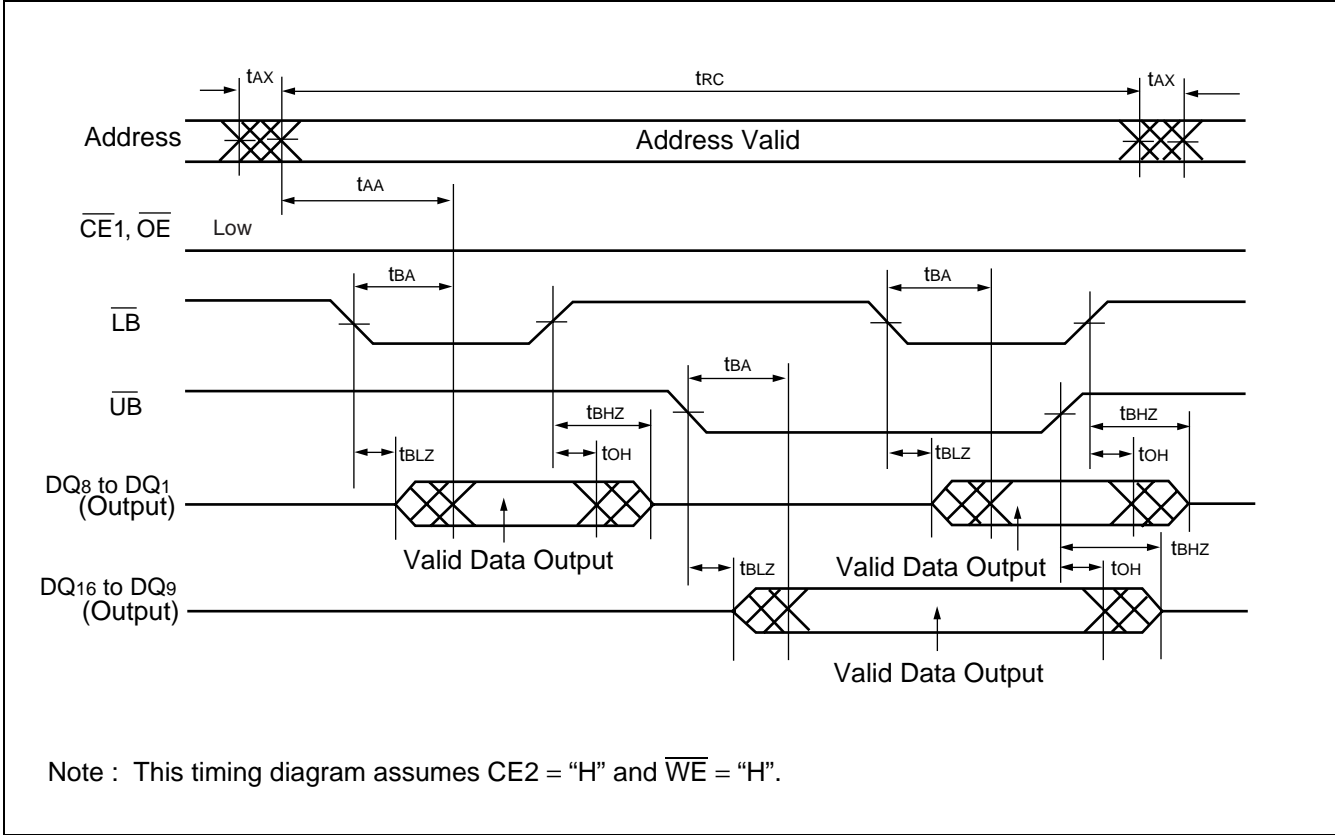 tAX tRC tAX
Address Address Valid
tAA
CE1, OE Low
tBA tBA
LB
tBA
UB
tBHZ tBHZ
tBLZ tOH tBLZ tOH
DQ8 to DQ1
(Output)
Valid Data Output Valid Data Output tBHZ
tBLZ tOH
DQ16 to DQ9
(Output)
Valid Data Output
Note : This timing diagram assumes CE2 = “H” and WE = “H”.